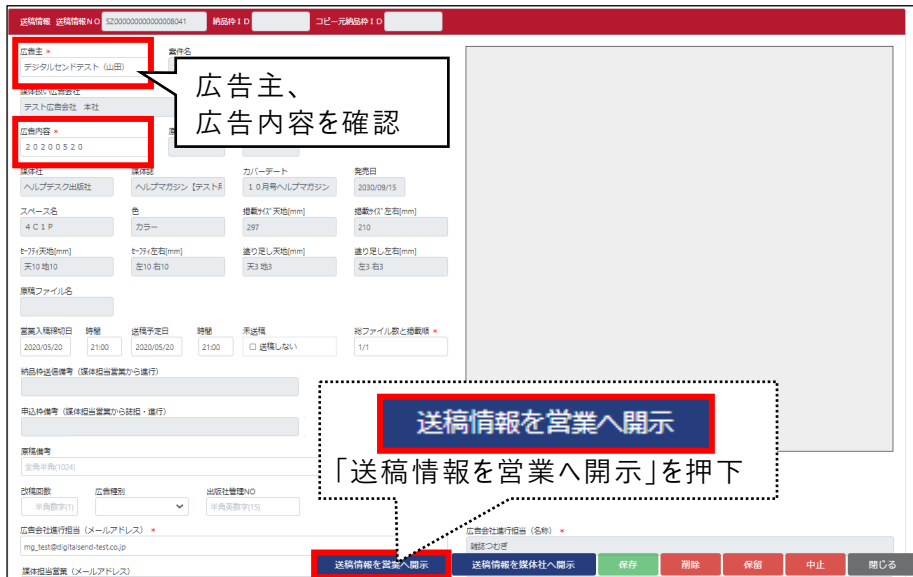 送稿情報 送稿情報NO SZ000000000000008041 納品枠ID コピー元納品枠ID
広告主 * 案件名
デジタルセンドテスト（山田）
広告主、
広告内容を確認
媒体扱い広告会社
テスト広告会社 本社
広告内容 *
20200520
媒体社 媒体誌 カバーデート 発売日
ヘルプデスク出版社 ヘルプマガジン【テスト月 10月号ヘルプマガジン 2030/09/15
スペース名 色 掲載ｻｲｽﾞ天地[mm] 掲載ｻｲｽﾞ左右[mm]
4C1P カラー 297 210
ｾｰﾌﾃｨ天地[mm] ｾｰﾌﾃｨ左右[mm] 塗り足し天地[mm] 塗り足し左右[mm]
天10 地10 左10 右10 天3 地3 左3 右3
原稿ファイル名
営業入稿締切日 時間 送稿予定日 時間 未送稿 総ファイル数と掲載順 *
2020/05/20 21:00 2020/05/20 21:00 送稿しない 1/1
納品枠送信備考（媒体担当営業から進行）
申込枠備考（媒体担当営業から雑担・進行）
送稿情報を営業へ開示
「送稿情報を営業へ開示」を押下
原稿備考
全角半角(1024)
改稿回数 広告種別 出版社管理NO
半角数字(1) 半角英数字(15)
広告会社進行担当（メールアドレス） * 広告会社進行担当（名称） *
mg_test@digitalsend-test.co.jp 雑誌つむぎ
媒体担当営業（メールアドレス）
送稿情報を営業へ開示 送稿情報を媒体社へ開示 保存 削除 保留 中止 閉じる